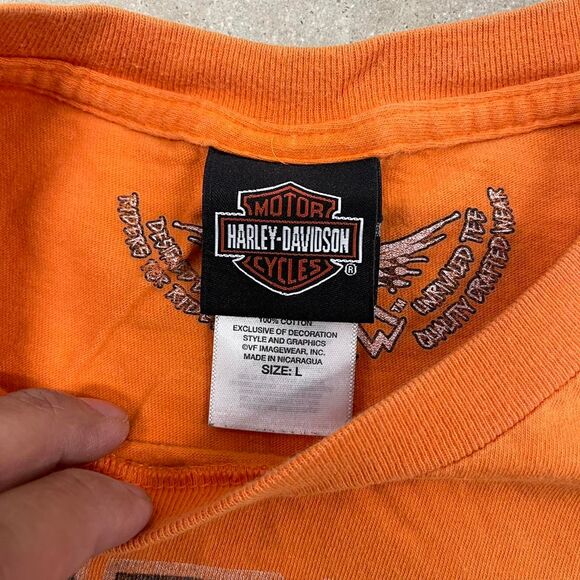 MOTOR
HARLEY-DAVIDSON
CYCLES ®
RIDERS FOR
UNRIVALED TEE
QUALITY CRAFTED WEAR
100% COTTON
EXCLUSIVE OF DECORATION
STYLE AND GRAPHICS
©VF IMAGEWEAR, INC.
MADE IN NICARAGUA
SIZE: L